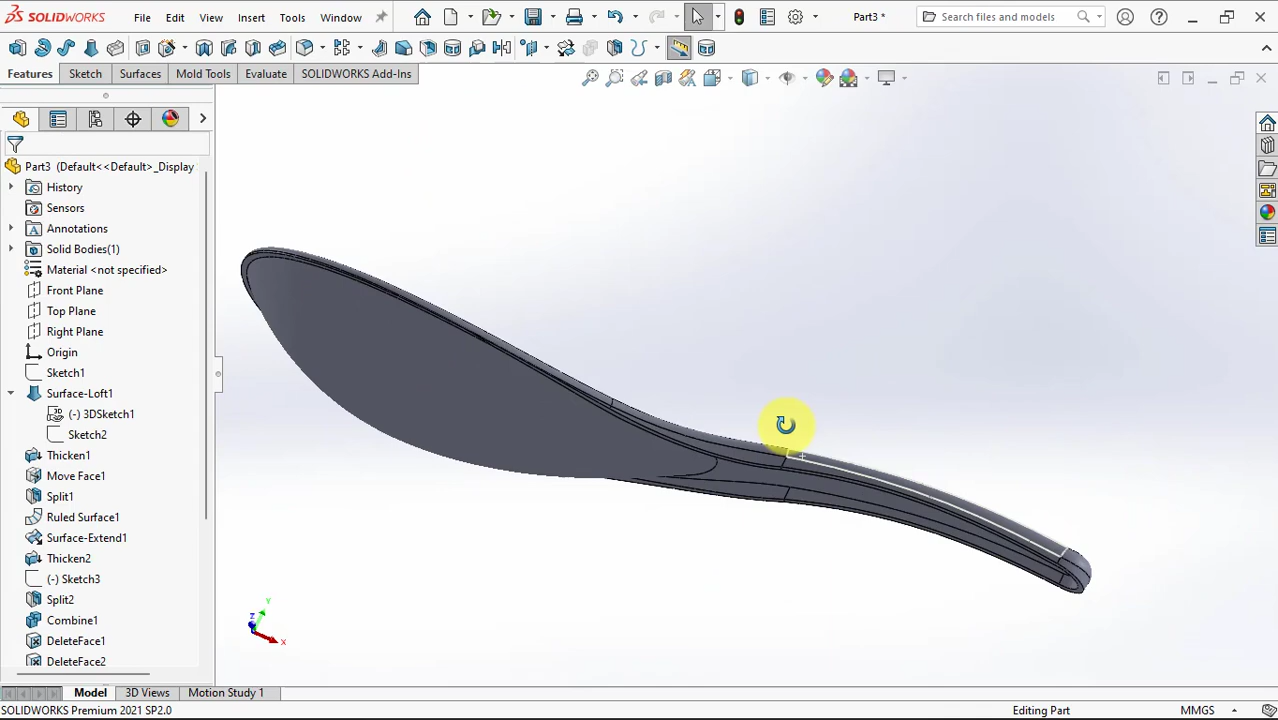 SOLIDWORKS File Edit View Insert Tools Window Part3 * Search files and models
Features Sketch Surfaces Mold Tools Evaluate SOLIDWORKS Add-Ins
Part3 (Default<<Default>_Display
History
Sensors
Annotations
Solid Bodies(1)
Material <not specified>
Front Plane
Top Plane
Right Plane
Origin
Sketch1
Surface-Loft1
(-) 3DSketch1
Sketch2
Thicken1
Move Face1
Split1
Ruled Surface1
Surface-Extend1
Thicken2
(-) Sketch3
Split2
Combine1
DeleteFace1
DeleteFace2
Y
Z
X
Model 3D Views Motion Study 1
SOLIDWORKS Premium 2021 SP2.0 Editing Part MMGS